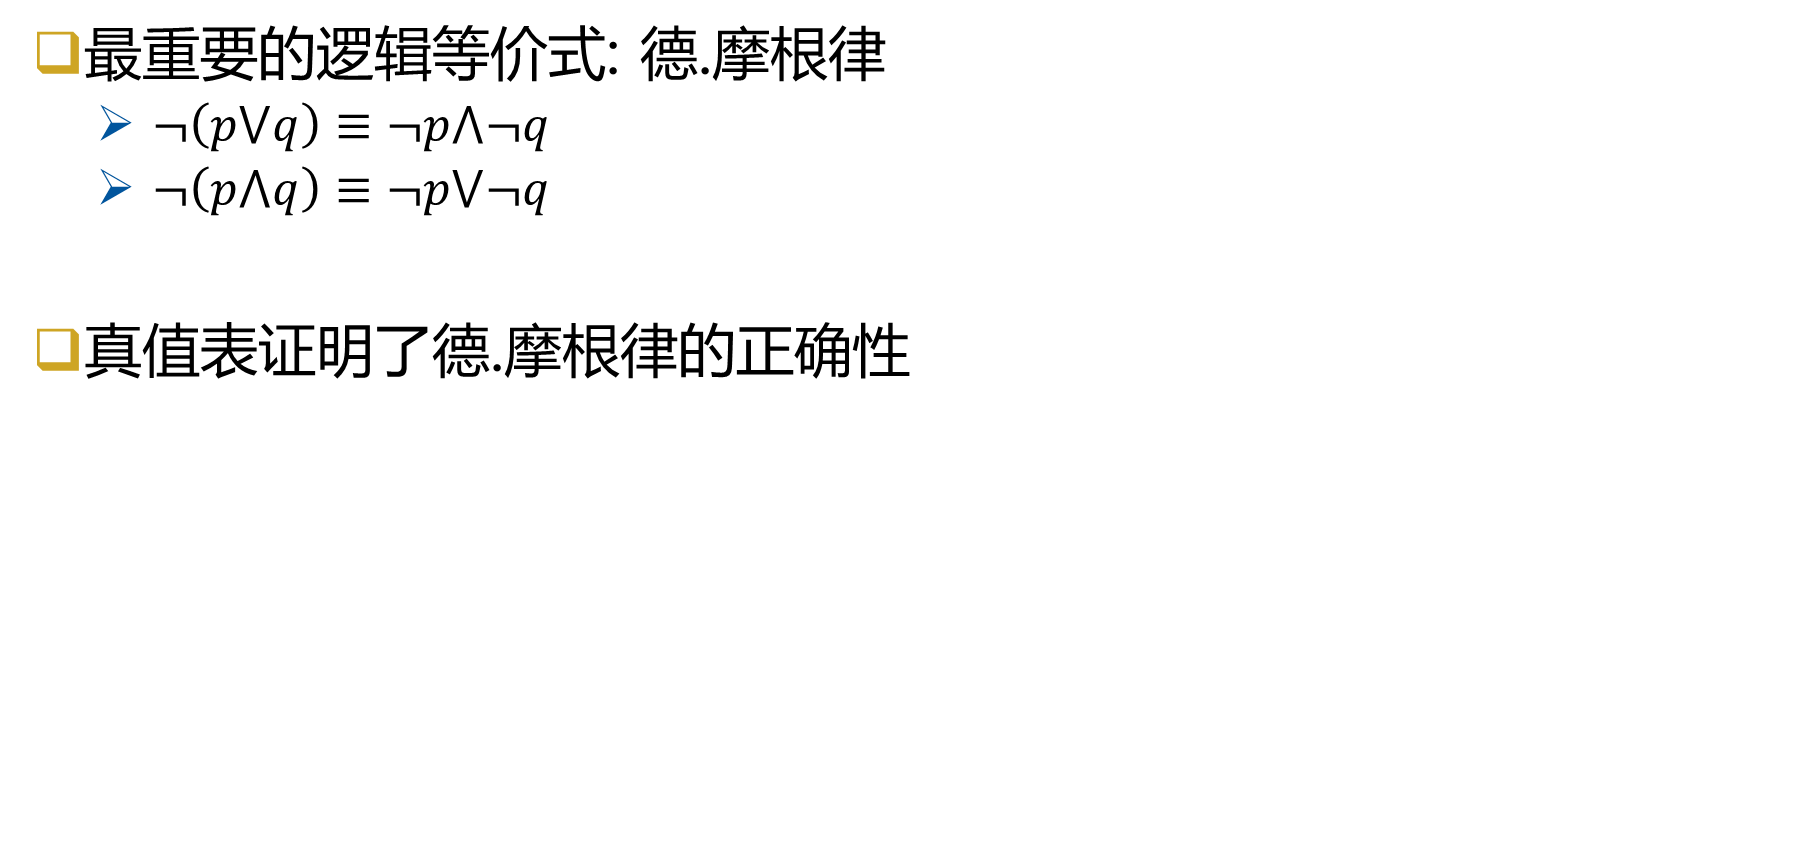 最重要的逻辑等价式: 德.摩根律
¬(p∨q) ≡ ¬p∧¬q
¬(p∧q) ≡ ¬p∨¬q
真值表证明了德.摩根律的正确性